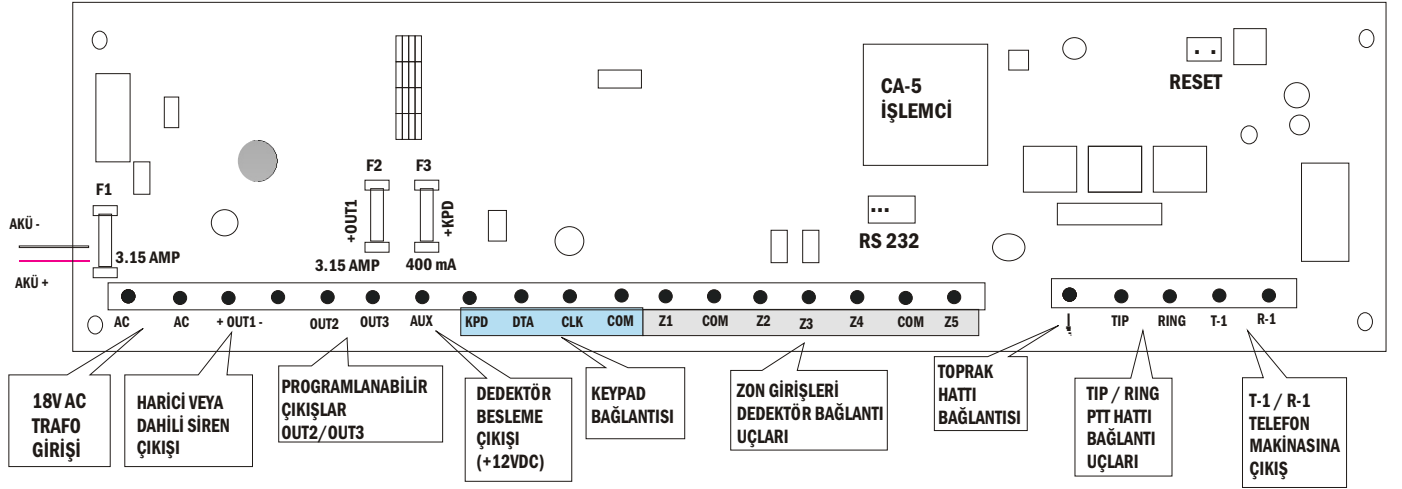 RESET
CA-5
İŞLEMCİ
F1
F2
F3
+OUT1
+KPD
RS 232
AKÜ -
AKÜ +
3.15 AMP
3.15 AMP
400 mA
AC
AC
+ OUT1 -
OUT2
OUT3
AUX
KPD
DTA
CLK
COM
Z1
COM
Z2
Z3
Z4
COM
Z5
TIP
RING
T-1
R-1
18V AC
TRAFO
GİRİŞİ
HARİCİ VEYA
DAHİLİ SİREN
ÇIKIŞI
PROGRAMLANABİLİR
ÇIKIŞLAR
OUT2/OUT3
DEDEKTÖR
BESLEME
ÇIKIŞI
(+12VDC)
KEYPAD
BAĞLANTISI
ZON GİRİŞLERİ
DEDEKTÖR BAĞLANTI
UÇLARI
TOPRAK
HATTI
BAĞLANTISI
TIP / RING
PTT HATTI
BAĞLANTI
UÇLARI
T-1 / R-1
TELEFON
MAKİNASINA
ÇIKIŞ